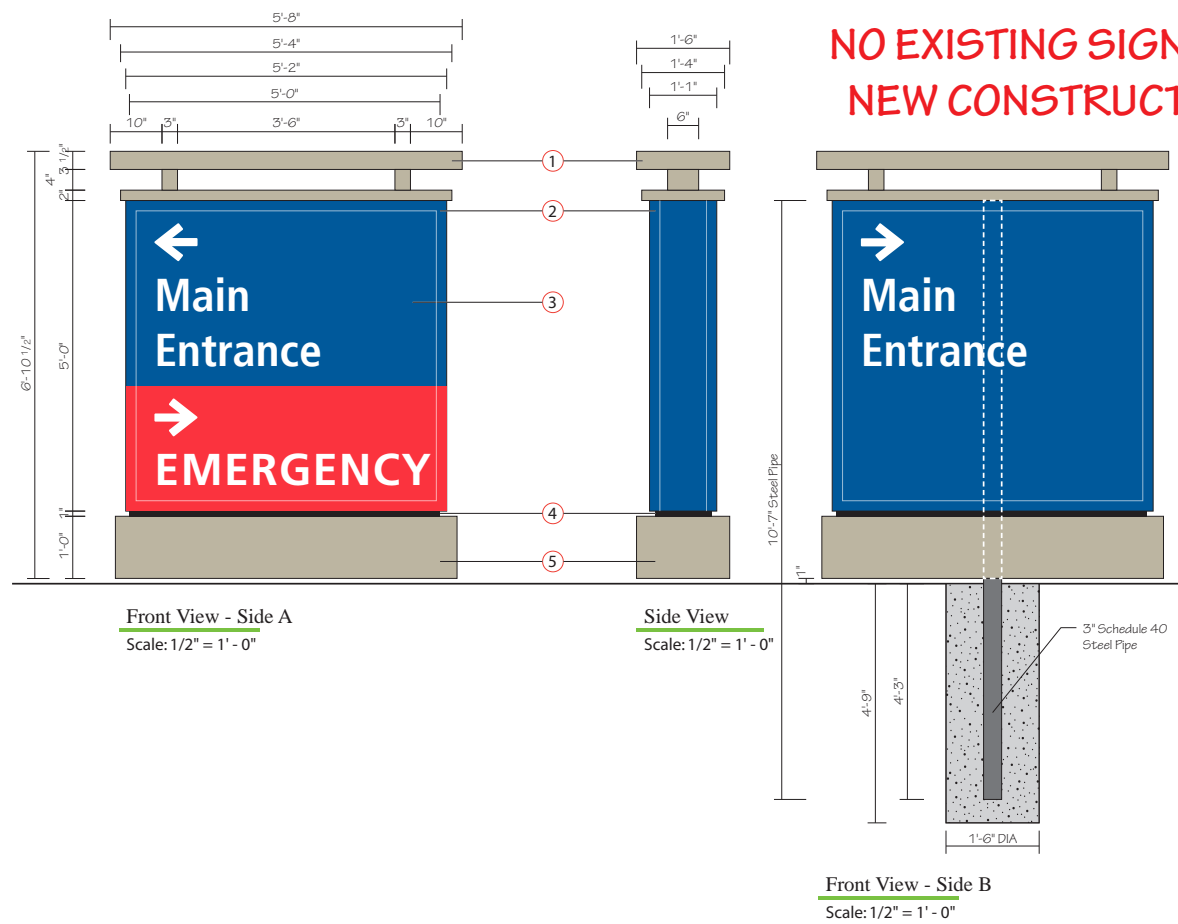 5'-8"
5'-4"
5'-2"
5'-0"
10" 3" 3'-6" 3" 10"
1'-6"
1'-4"
1'-1"
6"
NO EXISTING SIGN
NEW CONSTRUCT
6'-10 1/2"
3 1/2"
4"
2"
5'-0"
1"
1'-0"
1
2
3
4
5
Main
Entrance
EMERGENCY
Main
Entrance
10'-7" Steel Pipe
1"
Front View - Side A
Scale: 1/2" = 1' - 0"
Side View
Scale: 1/2" = 1' - 0"
3" Schedule 40
Steel Pipe
4'-9"
4'-3"
1'-6" DIA
Front View - Side B
Scale: 1/2" = 1' - 0"